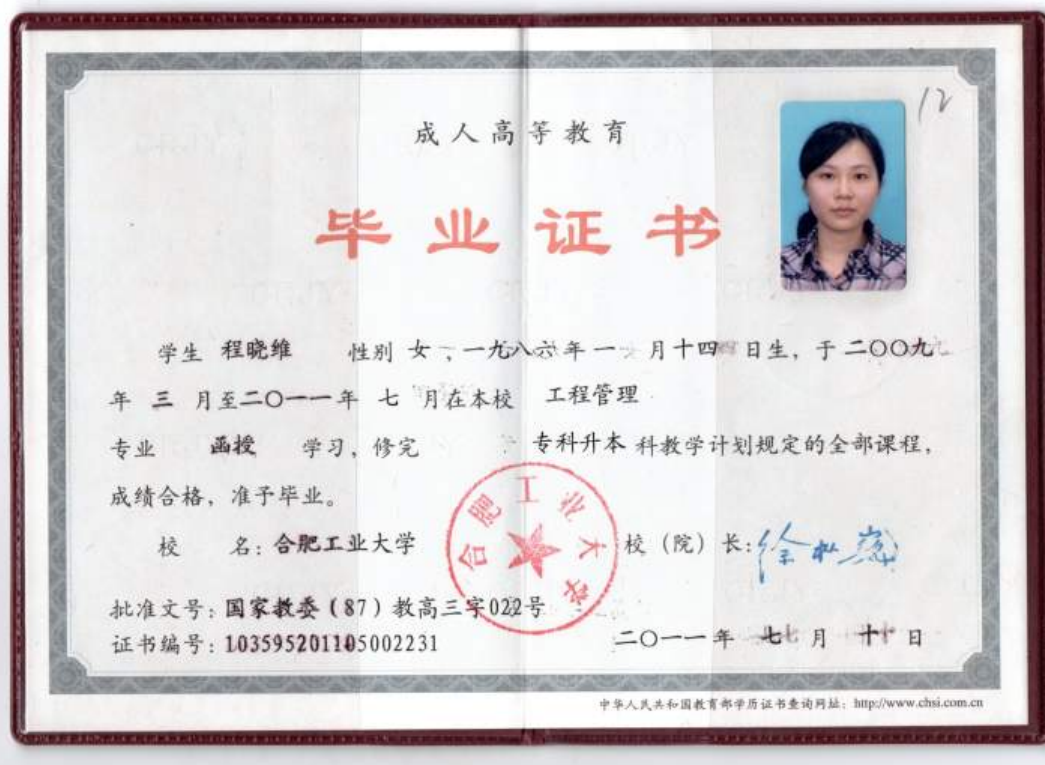 12
成人高等教育
毕业证书
学生 程晓维 性别 女，一九八六年一 月十四 日生，于二〇〇九
年 三 月至二〇一一年 七 月在本校 工程管理
专业 函授 学习，修完 专科升本 科教学计划规定的全部课程，
成绩合格，准予毕业。
校 名：合肥工业大学 校（院）长：
合肥工业大学
批准文号：国家教委（87）教高三字022号
证书编号：103595201105002231 二〇一一年 七 月 十 日
中华人民共和国教育部学历证书查询网址：http://www.chsi.com.cn